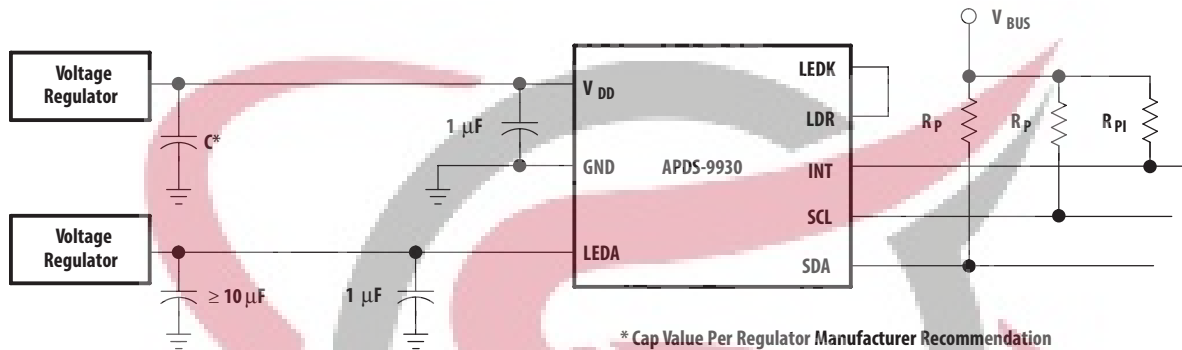 V BUS
Voltage
Regulator
LEDK
V DD
LDR
C*
1 µF
R P
R P
R PI
GND
APDS-9930
INT
SCL
Voltage
Regulator
LEDA
SDA
≥ 10 µF
1 µF
* Cap Value Per Regulator Manufacturer Recommendation